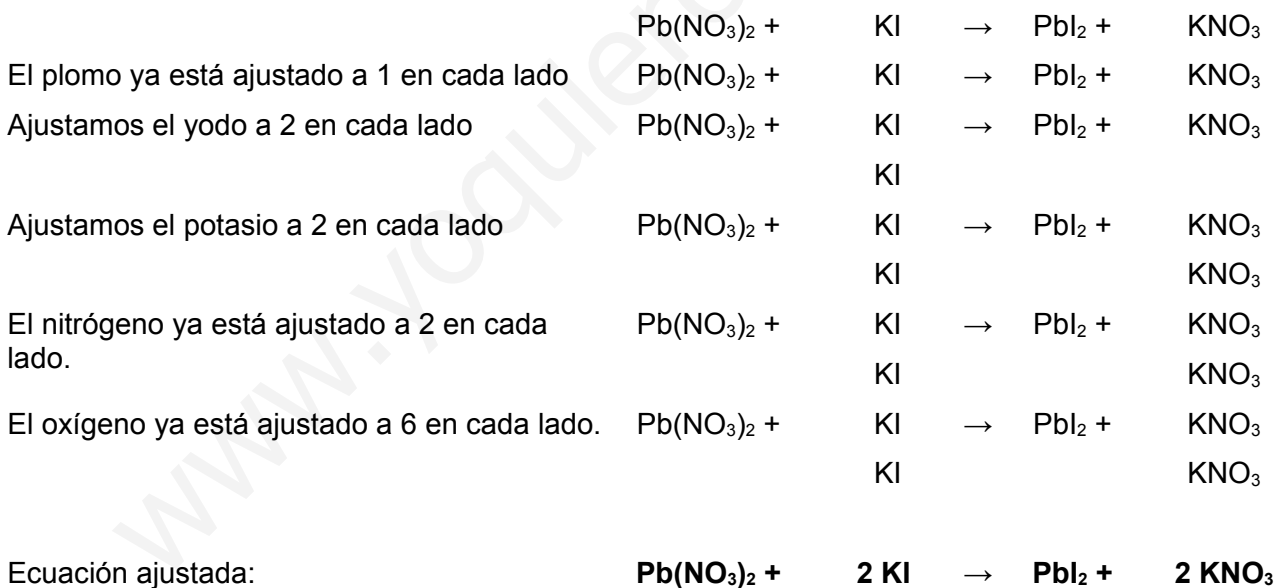 Pb(NO₃)₂ + KI → PbI₂ + KNO₃
El plomo ya está ajustado a 1 en cada lado Pb(NO₃)₂ + KI → PbI₂ + KNO₃
Ajustamos el yodo a 2 en cada lado Pb(NO₃)₂ + KI → PbI₂ + KNO₃
KI
Ajustamos el potasio a 2 en cada lado Pb(NO₃)₂ + KI → PbI₂ + KNO₃
KI KNO₃
El nitrógeno ya está ajustado a 2 en cada Pb(NO₃)₂ + KI → PbI₂ + KNO₃
lado.
KI KNO₃
El oxígeno ya está ajustado a 6 en cada lado. Pb(NO₃)₂ + KI → PbI₂ + KNO₃
KI KNO₃
Ecuación ajustada: Pb(NO₃)₂ + 2 KI → PbI₂ + 2 KNO₃
www.yoquiero